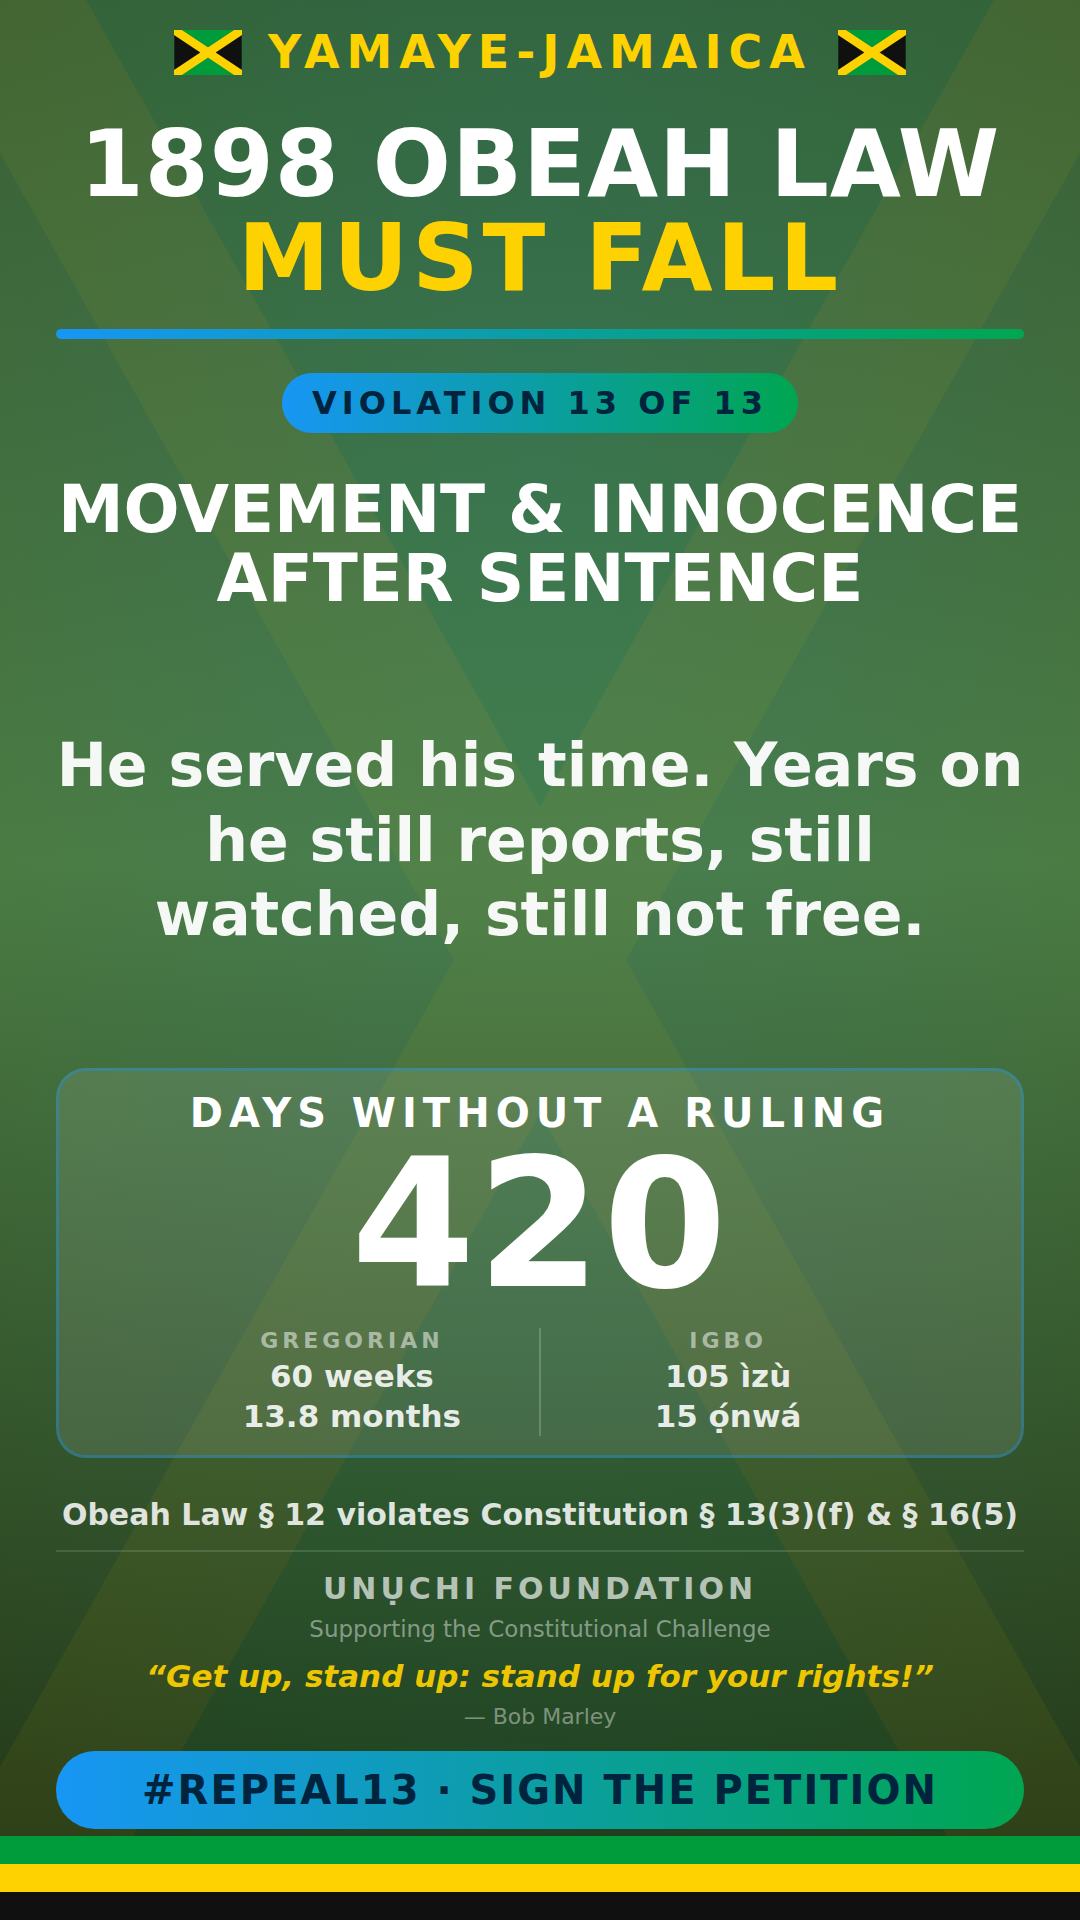 YAMAYE-JAMAICA
1898 OBEAH LAW
MUST FALL
VIOLATION 13 OF 13
MOVEMENT & INNOCENCE
AFTER SENTENCE
He served his time. Years on
he still reports, still
watched, still not free.
DAYS WITHOUT A RULING
420
GREGORIAN
60 weeks
13.8 months
IGBO
105 ìzù
15 ọ́nwá
Obeah Law § 12 violates Constitution § 13(3)(f) & § 16(5)
UNỤCHI FOUNDATION
Supporting the Constitutional Challenge
“Get up, stand up: stand up for your rights!”
— Bob Marley
#REPEAL13 · SIGN THE PETITION